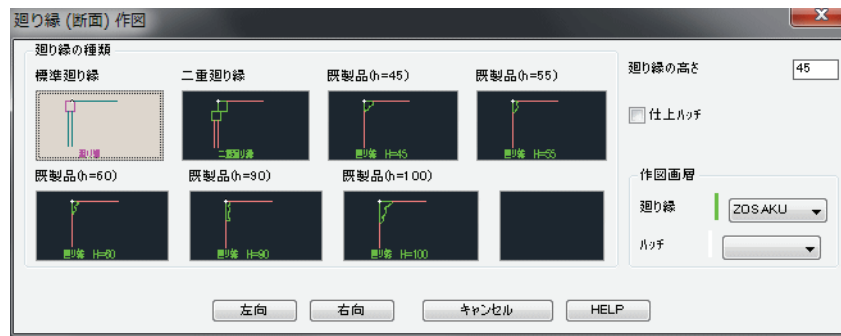 廻り縁 (断面) 作図
廻り縁の種類
標準廻り縁 二重廻り縁 既製品(h=45) 既製品(h=55)
廻り縁 二重廻り縁 廻り縁 H=45 廻り縁 H=55
既製品(h=60) 既製品(h=90) 既製品(h=100)
廻り縁 H=60 廻り縁 H=90 廻り縁 H=100
廻り縁の高さ 45
仕上ハッチ
作図画層
廻り縁 ZOSAKU
ハッチ
左向 右向 キャンセル HELP